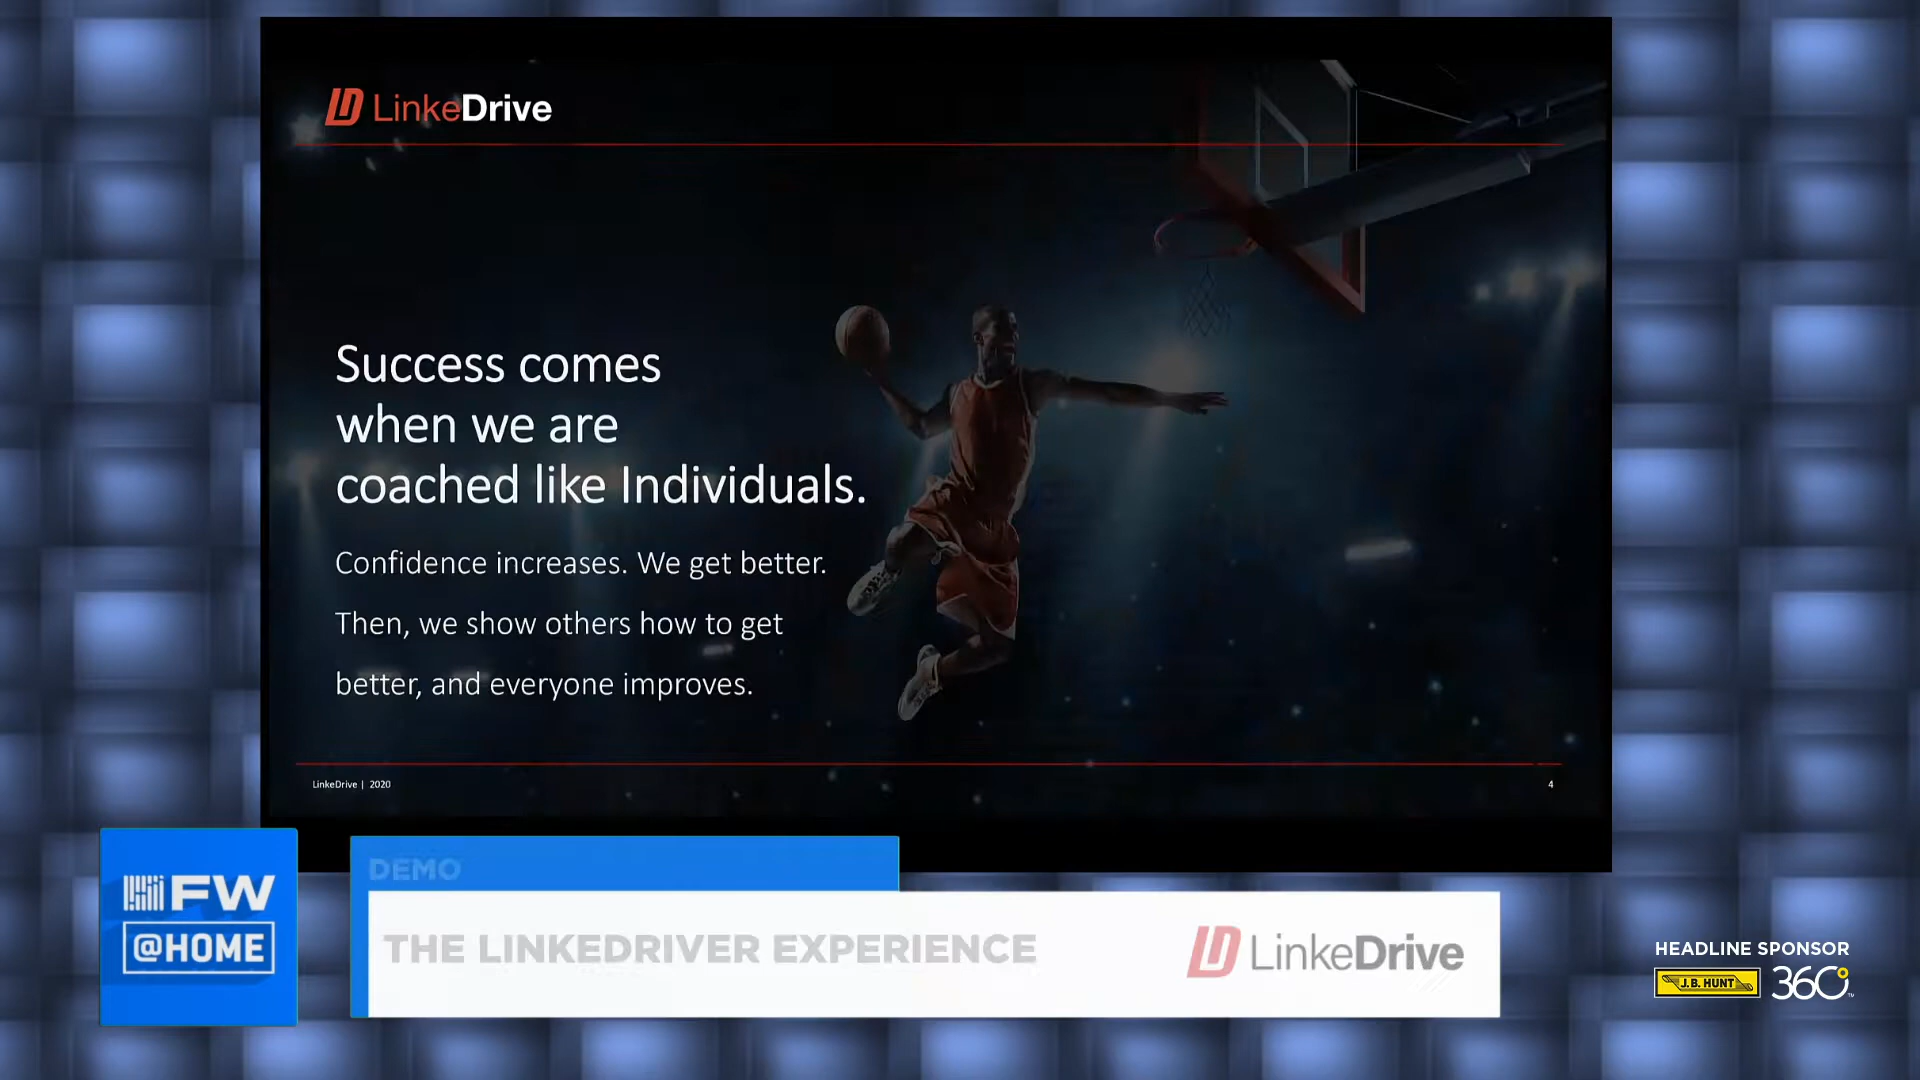 LinkeDrive
Success comes
when we are
coached like Individuals.
Confidence increases. We get better.
Then, we show others how to get
better, and everyone improves.
LinkeDrive | 2020
4
FW
@HOME
DEMO
THE LINKEDRIVER EXPERIENCE
LinkeDrive
HEADLINE SPONSOR
J.B. HUNT 360°